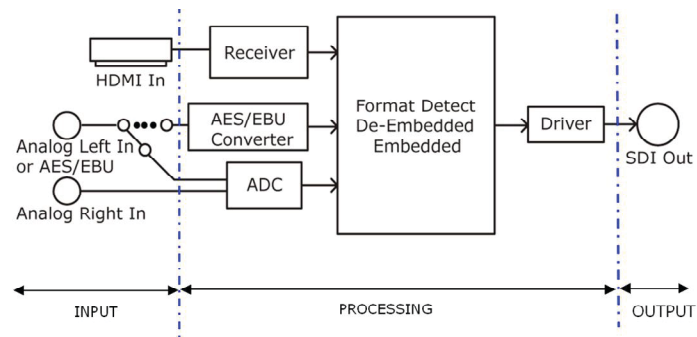 Receiver
HDMI In
AES/EBU
Converter
Analog Left In
or AES/EBU
ADC
Analog Right In
Format Detect
De-Embedded
Embedded
Driver
SDI Out
INPUT
PROCESSING
OUTPUT